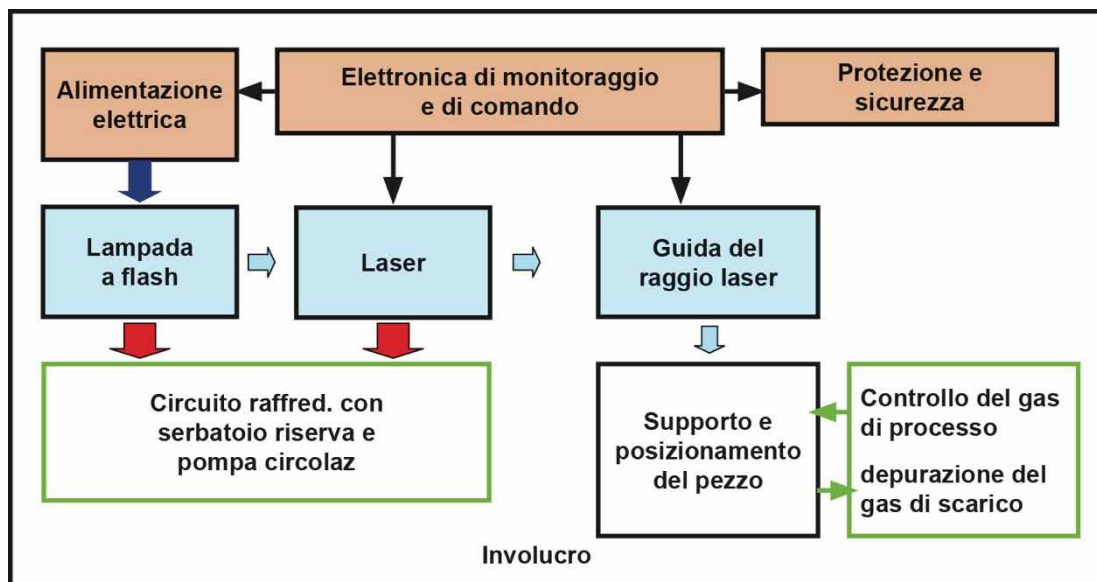 Alimentazione
elettrica
Elettronica di monitoraggio
e di comando
Protezione e
sicurezza
Lampada
a flash
Laser
Guida del
raggio laser
Circuito raffred. con
serbatoio riserva e
pompa circolaz
Supporto e
posizionamento
del pezzo
Controllo del gas
di processo
depurazione del
gas di scarico
Involucro